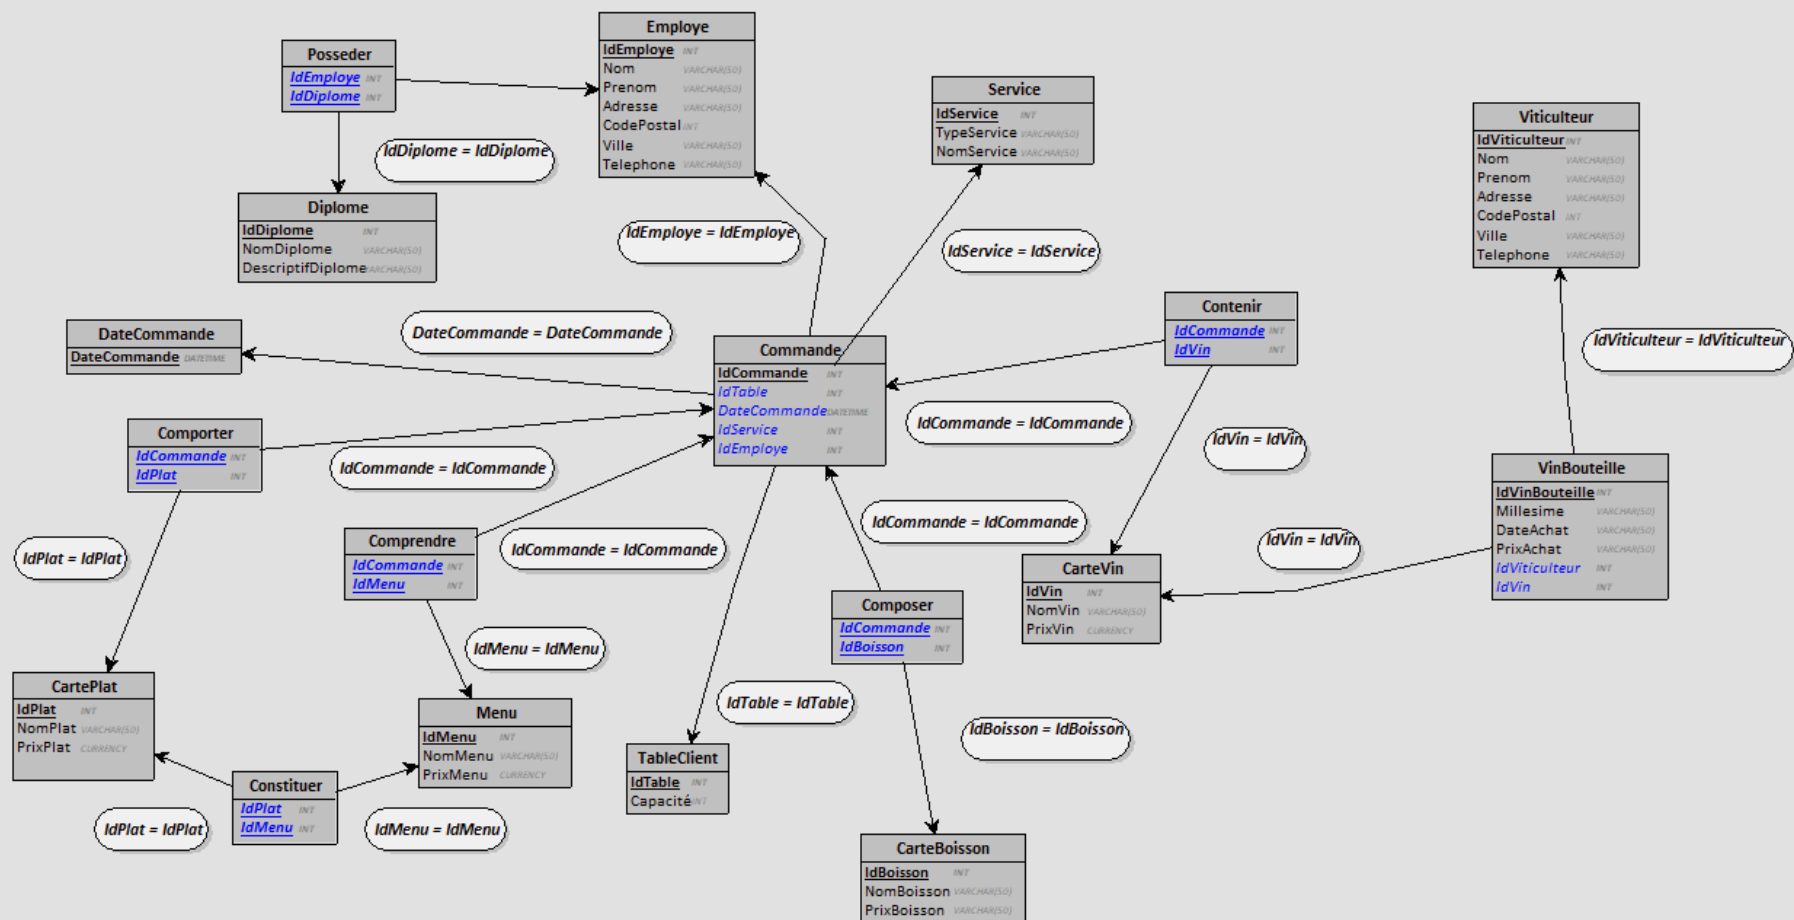 Employe
IdEmploye INT
Nom VARCHAR(50)
Prenom VARCHAR(50)
Adresse VARCHAR(50)
CodePostal INT
Ville VARCHAR(50)
Telephone VARCHAR(50)
Posseder
IdEmploye INT
IdDiplome INT
Service
IdService INT
TypeService VARCHAR(50)
NomService VARCHAR(50)
Viticulteur
IdViticulteur INT
Nom VARCHAR(50)
Prenom VARCHAR(50)
Adresse VARCHAR(50)
CodePostal INT
Ville VARCHAR(50)
Telephone VARCHAR(50)
IdDiplome = IdDiplome
Diplome
IdDiplome INT
NomDiplome VARCHAR(50)
DescriptifDiplome VARCHAR(50)
IdEmploye = IdEmploye
IdService = IdService
DateCommande
DateCommande DATETIME
DateCommande = DateCommande
Commande
IdCommande INT
IdTable INT
DateCommande DATETIME
IdService INT
IdEmploye INT
Contenir
IdCommande INT
IdVin INT
IdViticulteur = IdViticulteur
Comporter
IdCommande INT
IdPlat INT
IdCommande = IdCommande
IdCommande = IdCommande
IdVin = IdVin
VinBouteille
IdVinBouteille INT
Millesime VARCHAR(50)
DateAchat VARCHAR(50)
PrixAchat VARCHAR(50)
IdViticulteur INT
IdVin INT
IdPlat = IdPlat
Comprendre
IdCommande INT
IdMenu INT
IdCommande = IdCommande
IdCommande = IdCommande
IdVin = IdVin
CarteVin
IdVin INT
NomVin VARCHAR(50)
PrixVin CURRENCY
Composer
IdCommande INT
IdBoisson INT
IdMenu = IdMenu
CartePlat
IdPlat INT
NomPlat VARCHAR(50)
PrixPlat CURRENCY
Menu
IdMenu INT
NomMenu VARCHAR(50)
PrixMenu CURRENCY
IdTable = IdTable
IdBoisson = IdBoisson
TableClient
IdTable INT
Capacité INT
Constituer
IdPlat INT
IdMenu INT
IdPlat = IdPlat
IdMenu = IdMenu
CarteBoisson
IdBoisson INT
NomBoisson VARCHAR(50)
PrixBoisson VARCHAR(50)